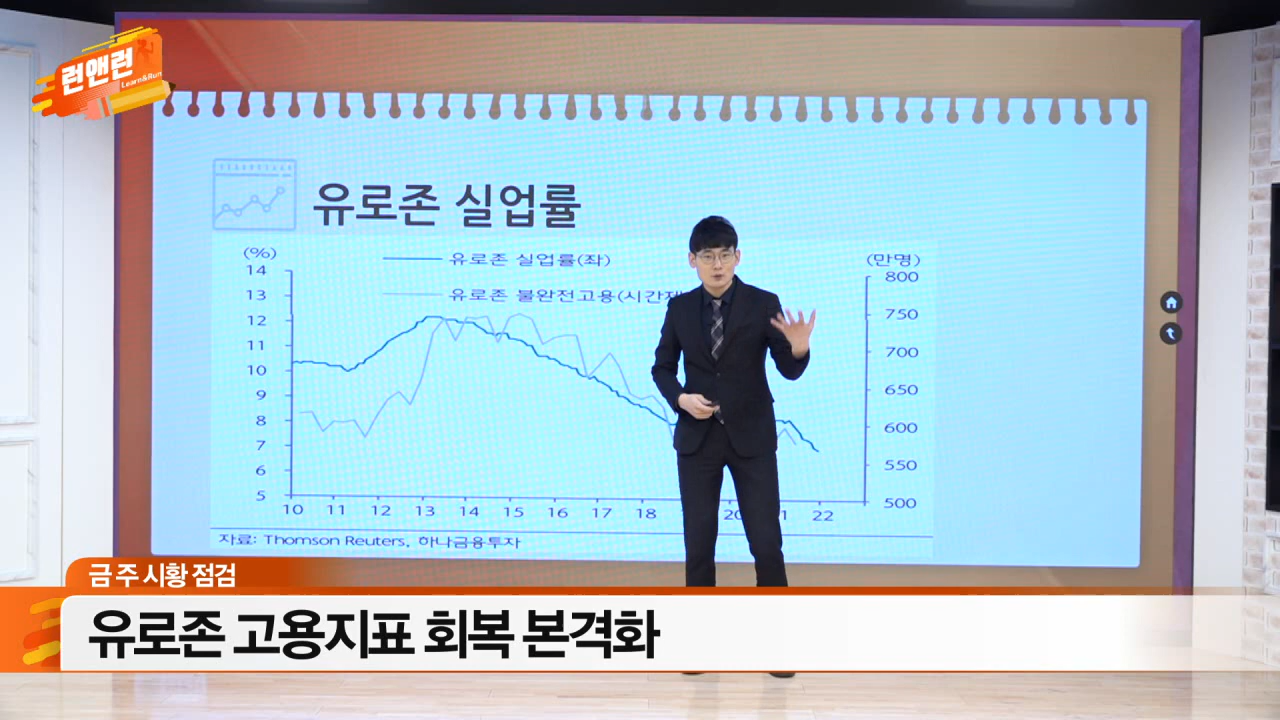 런앤런
Learn&Run
유로존 실업률
(%)
유로존 실업률(좌)
(만명)
유로존 불완전고용(시간제
14
13
12
11
10
9
8
7
6
5
800
750
700
650
600
550
500
10 11 12 13 14 15 16 17 18 20 22
자료: Thomson Reuters, 하나금융투자
금주 시황 점검
유로존 고용지표 회복 본격화